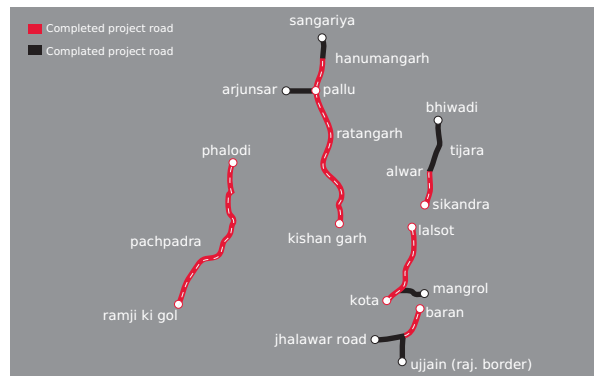 sangariya
Completed project road
Complated project road
hanumangarh
arjunsar
pallu
bhiwadi
ratangarh
phalodi
tijara
alwar
sikandra
lalsot
pachpadra
kishan garh
mangrol
kota
ramji ki gol
baran
jhalawar road
ujjain (raj. border)